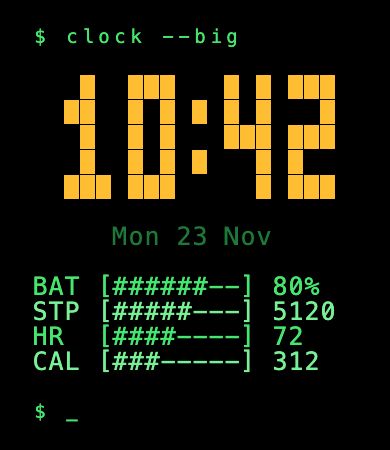 $ clock --big
10:42
Mon 23 Nov
BAT [######--] 80%
STP [#####---] 5120
HR  [####----] 72
CAL [###-----] 312
$ _